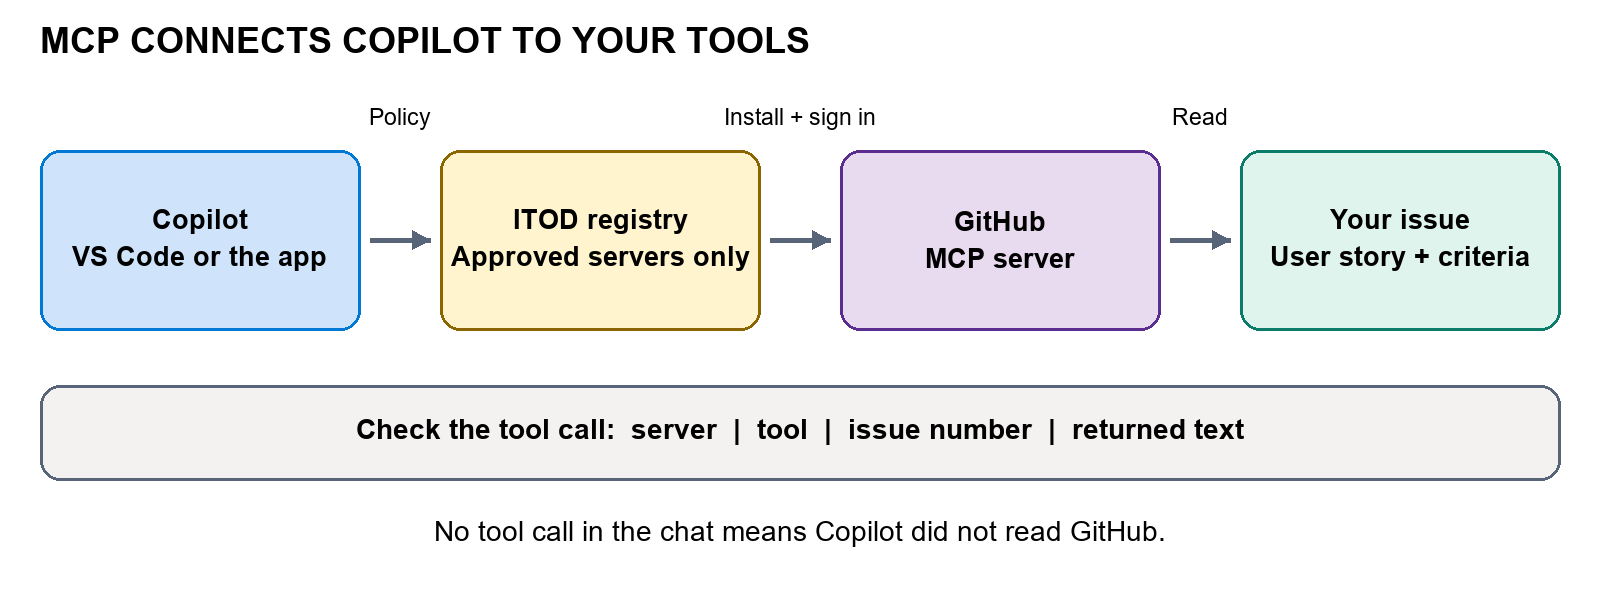 MCP CONNECTS COPILOT TO YOUR TOOLS
Policy
Install + sign in
Read
Copilot
VS Code or the app
ITOD registry
Approved servers only
GitHub
MCP server
Your issue
User story + criteria
Check the tool call:  server  |  tool  |  issue number  |  returned text
No tool call in the chat means Copilot did not read GitHub.